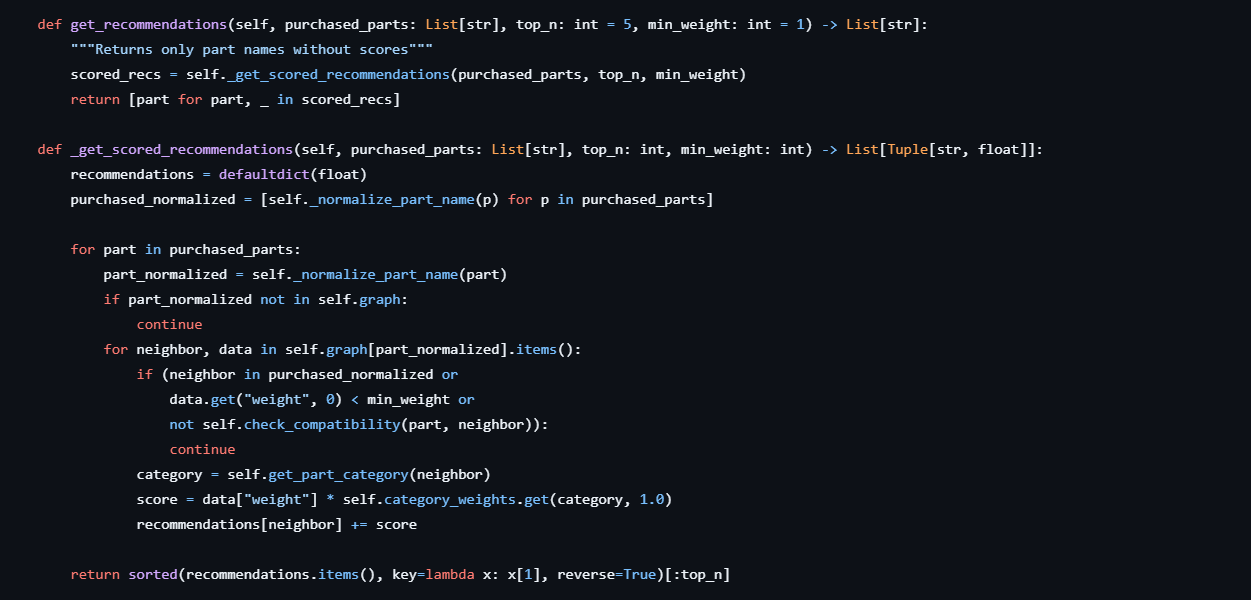 def get_recommendations(self, purchased_parts: List[str], top_n: int = 5, min_weight: int = 1) -> List[str]:
    """Returns only part names without scores"""
    scored_recs = self._get_scored_recommendations(purchased_parts, top_n, min_weight)
    return [part for part, _ in scored_recs]

def _get_scored_recommendations(self, purchased_parts: List[str], top_n: int, min_weight: int) -> List[Tuple[str, float]]:
    recommendations = defaultdict(float)
    purchased_normalized = [self._normalize_part_name(p) for p in purchased_parts]

    for part in purchased_parts:
        part_normalized = self._normalize_part_name(part)
        if part_normalized not in self.graph:
            continue
        for neighbor, data in self.graph[part_normalized].items():
            if (neighbor in purchased_normalized or
                data.get("weight", 0) < min_weight or
                not self.check_compatibility(part, neighbor)):
                continue
            category = self.get_part_category(neighbor)
            score = data["weight"] * self.category_weights.get(category, 1.0)
            recommendations[neighbor] += score

    return sorted(recommendations.items(), key=lambda x: x[1], reverse=True)[:top_n]